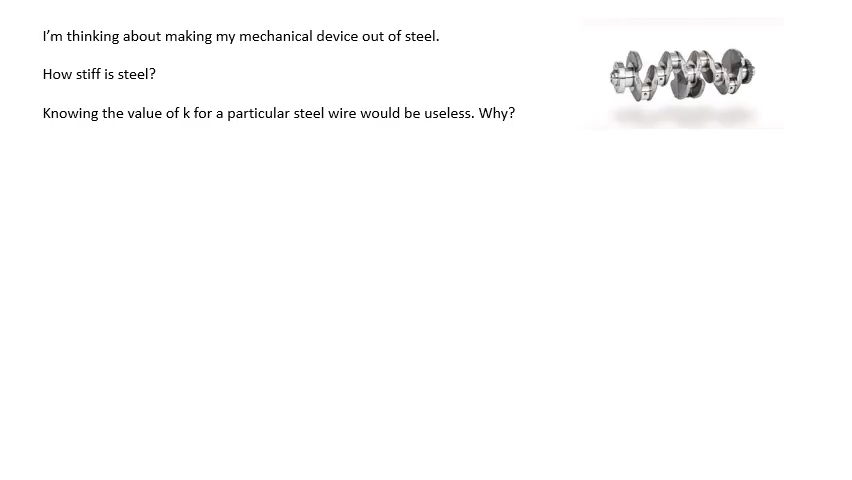 I’m thinking about making my mechanical device out of steel.
How stiff is steel?
Knowing the value of k for a particular steel wire would be useless. Why?